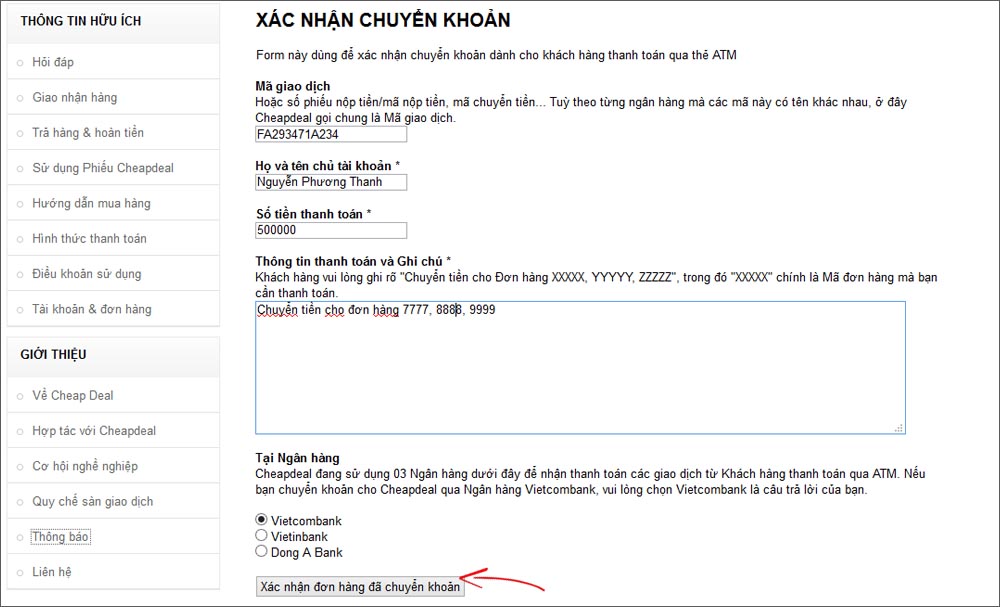 THÔNG TIN HỮU ÍCH
Hỏi đáp
Giao nhận hàng
Trả hàng & hoàn tiền
Sử dụng Phiếu Cheapdeal
Hướng dẫn mua hàng
Hình thức thanh toán
Điều khoản sử dụng
Tài khoản & đơn hàng
GIỚI THIỆU
Về Cheap Deal
Hợp tác với Cheapdeal
Cơ hội nghề nghiệp
Quy chế sàn giao dịch
Thông báo
Liên hệ
XÁC NHẬN CHUYỂN KHOẢN
Form này dùng để xác nhận chuyển khoản dành cho khách hàng thanh toán qua thẻ ATM
Mã giao dịch
Hoặc số phiếu nộp tiền/mã nộp tiền, mã chuyển tiền... Tuỳ theo từng ngân hàng mà các mã này có tên khác nhau, ở đây
Cheapdeal gọi chung là Mã giao dịch.
FA293471A234
Họ và tên chủ tài khoản *
Nguyễn Phương Thanh
Số tiền thanh toán *
500000
Thông tin thanh toán và Ghi chú *
Khách hàng vui lòng ghi rõ "Chuyển tiền cho Đơn hàng XXXXX, YYYYY, ZZZZZ", trong đó "XXXXX" chính là Mã đơn hàng mà bạn
cần thanh toán.
Chuyển tiền cho đơn hàng 7777, 8888, 9999
Tại Ngân hàng
Cheapdeal đang sử dụng 03 Ngân hàng dưới đây để nhận thanh toán các giao dịch từ Khách hàng thanh toán qua ATM. Nếu
bạn chuyển khoản cho Cheapdeal qua Ngân hàng Vietcombank, vui lòng chọn Vietcombank là câu trả lời của bạn.
Vietcombank
Vietinbank
Dong A Bank
Xác nhận đơn hàng đã chuyển khoản